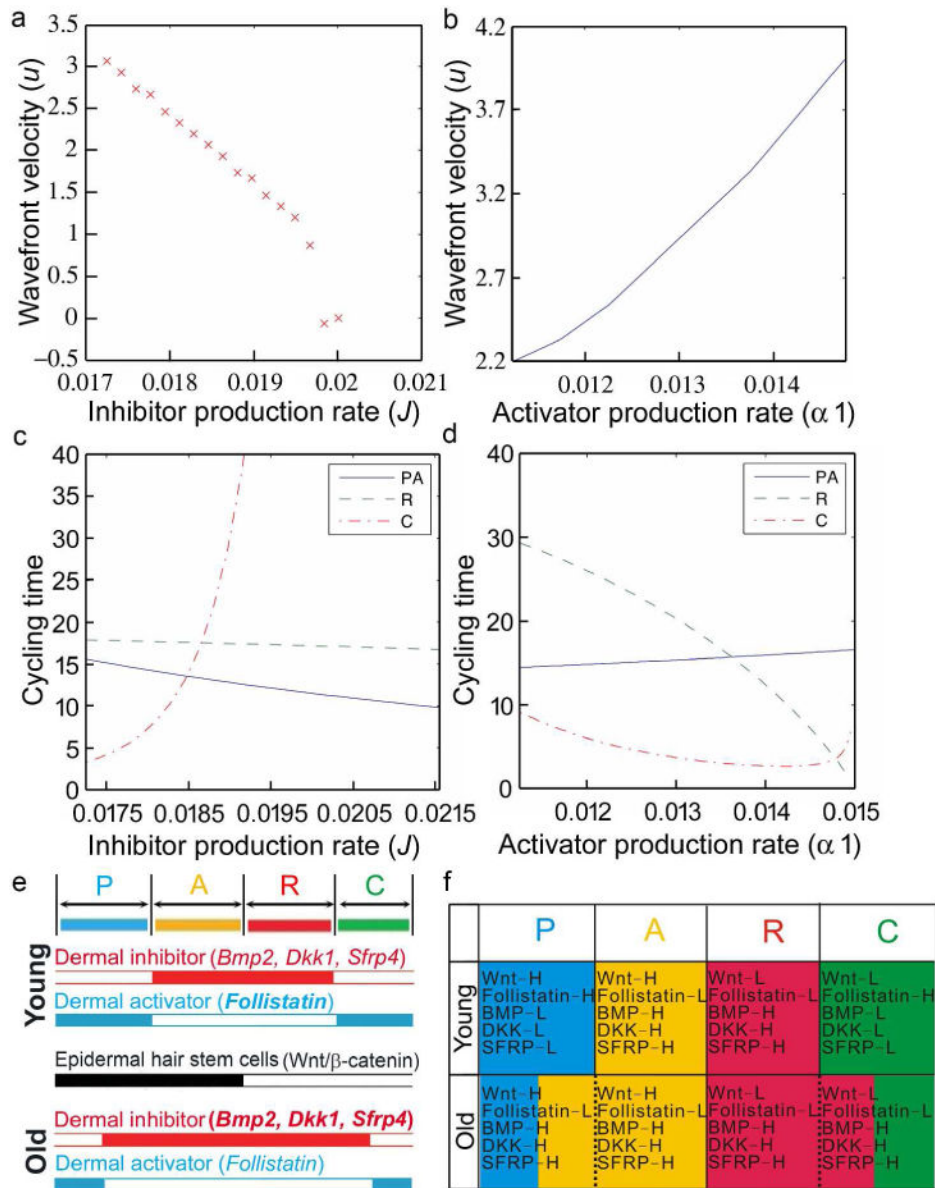 a
3.5
3
2.5
2
1.5
1
0.5
0
−0.5
Wavefront velocity (u)
0.017
0.018
0.019
0.02
0.021
Inhibitor production rate (J)
b
4.2
3.7
3.2
2.7
2.2
Wavefront velocity (u)
0.012
0.013
0.014
Activator production rate (α 1)
c
40
35
30
25
20
15
10
5
0
Cycling time
PA
R
C
0.0175
0.0185
0.0195
0.0205
0.0215
Inhibitor production rate (J)
d
40
30
20
10
0
Cycling time
PA
R
C
0.012
0.013
0.014
0.015
Activator production rate (α 1)
e
P
A
R
C
Young
Dermal inhibitor (Bmp2, Dkk1, Sfrp4)
Dermal activator (Follistatin)
Epidermal hair stem cells (Wnt/β-catenin)
Old
Dermal inhibitor (Bmp2, Dkk1, Sfrp4)
Dermal activator (Follistatin)
f
P
A
R
C
Young
Wnt-H
Follistatin-H
BMP-L
DKK-L
SFRP-L
Wnt-H
Follistatin-L
BMP-H
DKK-H
SFRP-H
Wnt-L
Follistatin-L
BMP-H
DKK-H
SFRP-H
Wnt-L
Follistatin-H
BMP-L
DKK-L
SFRP-L
Old
Wnt-H
Follistatin-L
BMP-H
DKK-H
SFRP-H
Wnt-H
Follistatin-L
BMP-H
DKK-H
SFRP-H
Wnt-L
Follistatin-L
BMP-H
DKK-H
SFRP-H
Wnt-L
Follistatin-L
BMP-H
DKK-H
SFRP-H